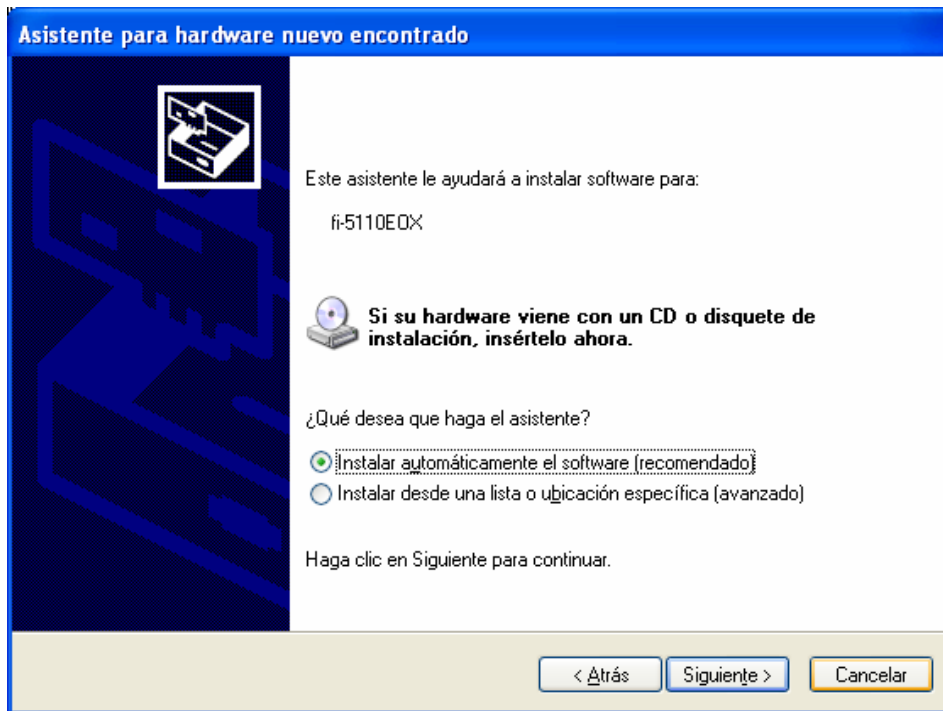 Asistente para hardware nuevo encontrado
Este asistente le ayudará a instalar software para:
fi-5110EOX
Si su hardware viene con un CD o disquete de
instalación, insértelo ahora.
¿Qué desea que haga el asistente?
Instalar automáticamente el software (recomendado)
Instalar desde una lista o ubicación específica (avanzado)
Haga clic en Siguiente para continuar.
< Atrás
Siguiente >
Cancelar